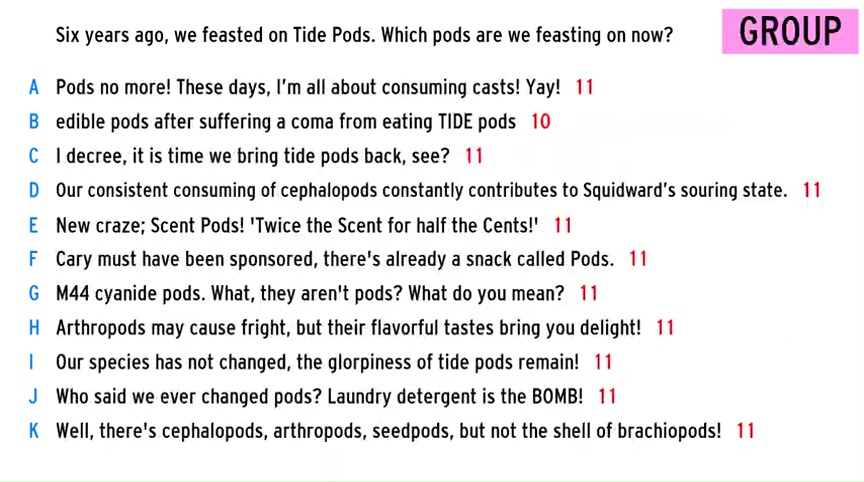 Six years ago, we feasted on Tide Pods. Which pods are we feasting on now?
GROUP
A Pods no more! These days, I'm all about consuming casts! Yay! 11
B edible pods after suffering a coma from eating TIDE pods 10
C I decree, it is time we bring tide pods back, see? 11
D Our consistent consuming of cephalopods constantly contributes to Squidward's souring state. 11
E New craze; Scent Pods! 'Twice the Scent for half the Cents!' 11
F Cary must have been sponsored, there's already a snack called Pods. 11
G M44 cyanide pods. What, they aren't pods? What do you mean? 11
H Arthropods may cause fright, but their flavorful tastes bring you delight! 11
I Our species has not changed, the glorpiness of tide pods remain! 11
J Who said we ever changed pods? Laundry detergent is the BOMB! 11
K Well, there's cephalopods, arthropods, seedpods, but not the shell of brachiopods! 11